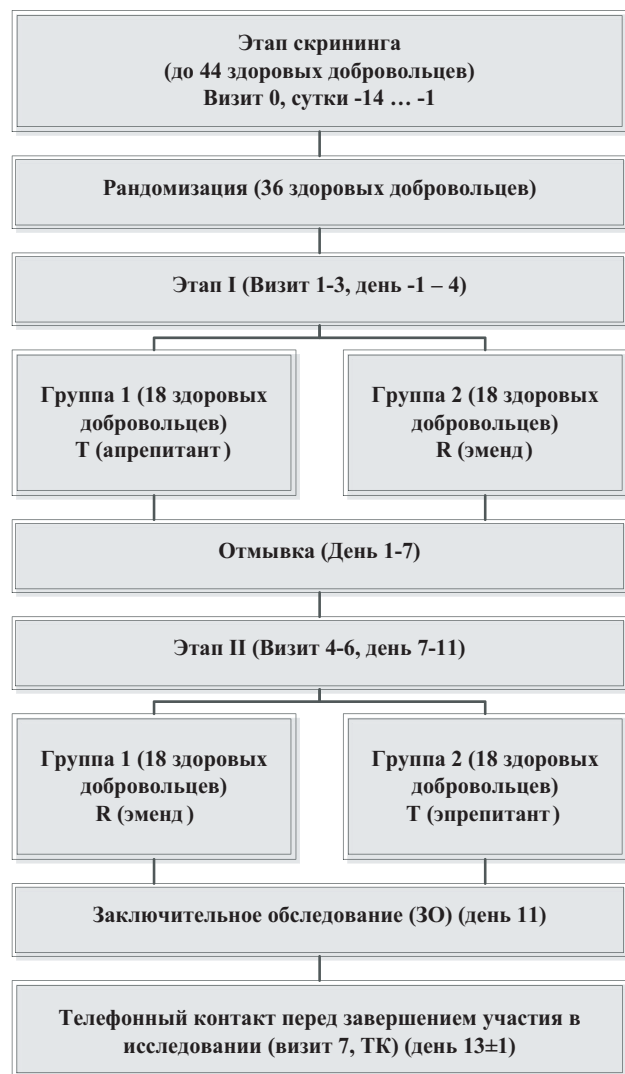 Этап скрининга
(до 44 здоровых добровольцев)
Визит 0, сутки -14 … -1
Рандомизация (36 здоровых добровольцев)
Этап I (Визит 1-3, день -1 – 4)
Группа 1 (18 здоровых
добровольцев)
Т (апрепитант)
Группа 2 (18 здоровых
добровольцев)
R (эменд)
Отмывка (День 1-7)
Этап II (Визит 4-6, день 7-11)
Группа 1 (18 здоровых
добровольцев)
R (эменд)
Группа 2 (18 здоровых
добровольцев)
Т (эпрепитант)
Заключительное обследование (ЗО) (день 11)
Телефонный контакт перед завершением участия в
исследовании (визит 7, ТК) (день 13±1)